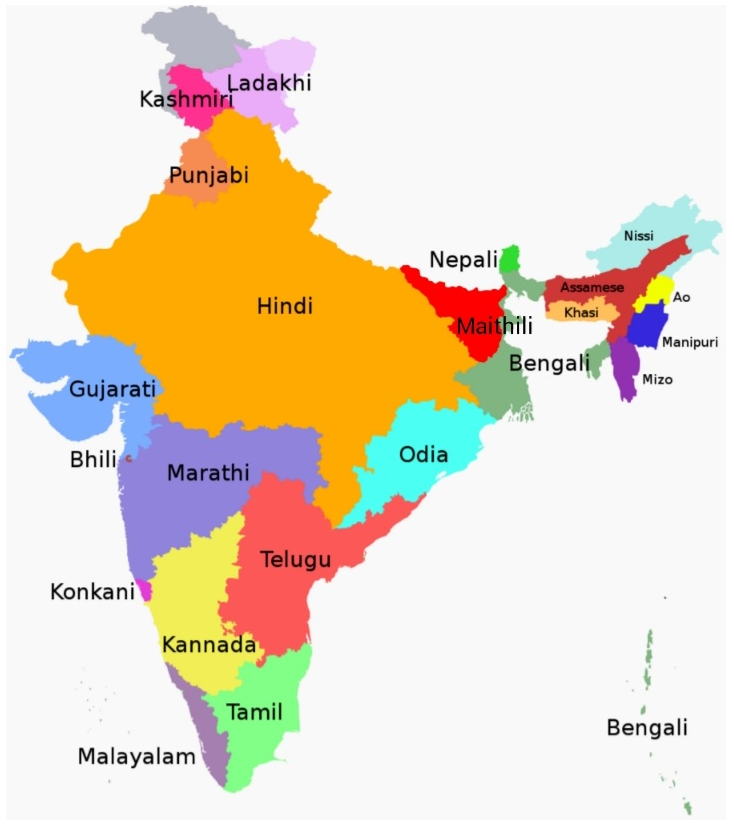 Ladakhi
Kashmiri
Punjabi
Nissi
Nepali
Assamese
Ao
Hindi
Khasi
Maithili
Manipuri
Bengali
Mizo
Gujarati
Odia
Bhili
Marathi
Telugu
Konkani
Kannada
Tamil
Bengali
Malayalam